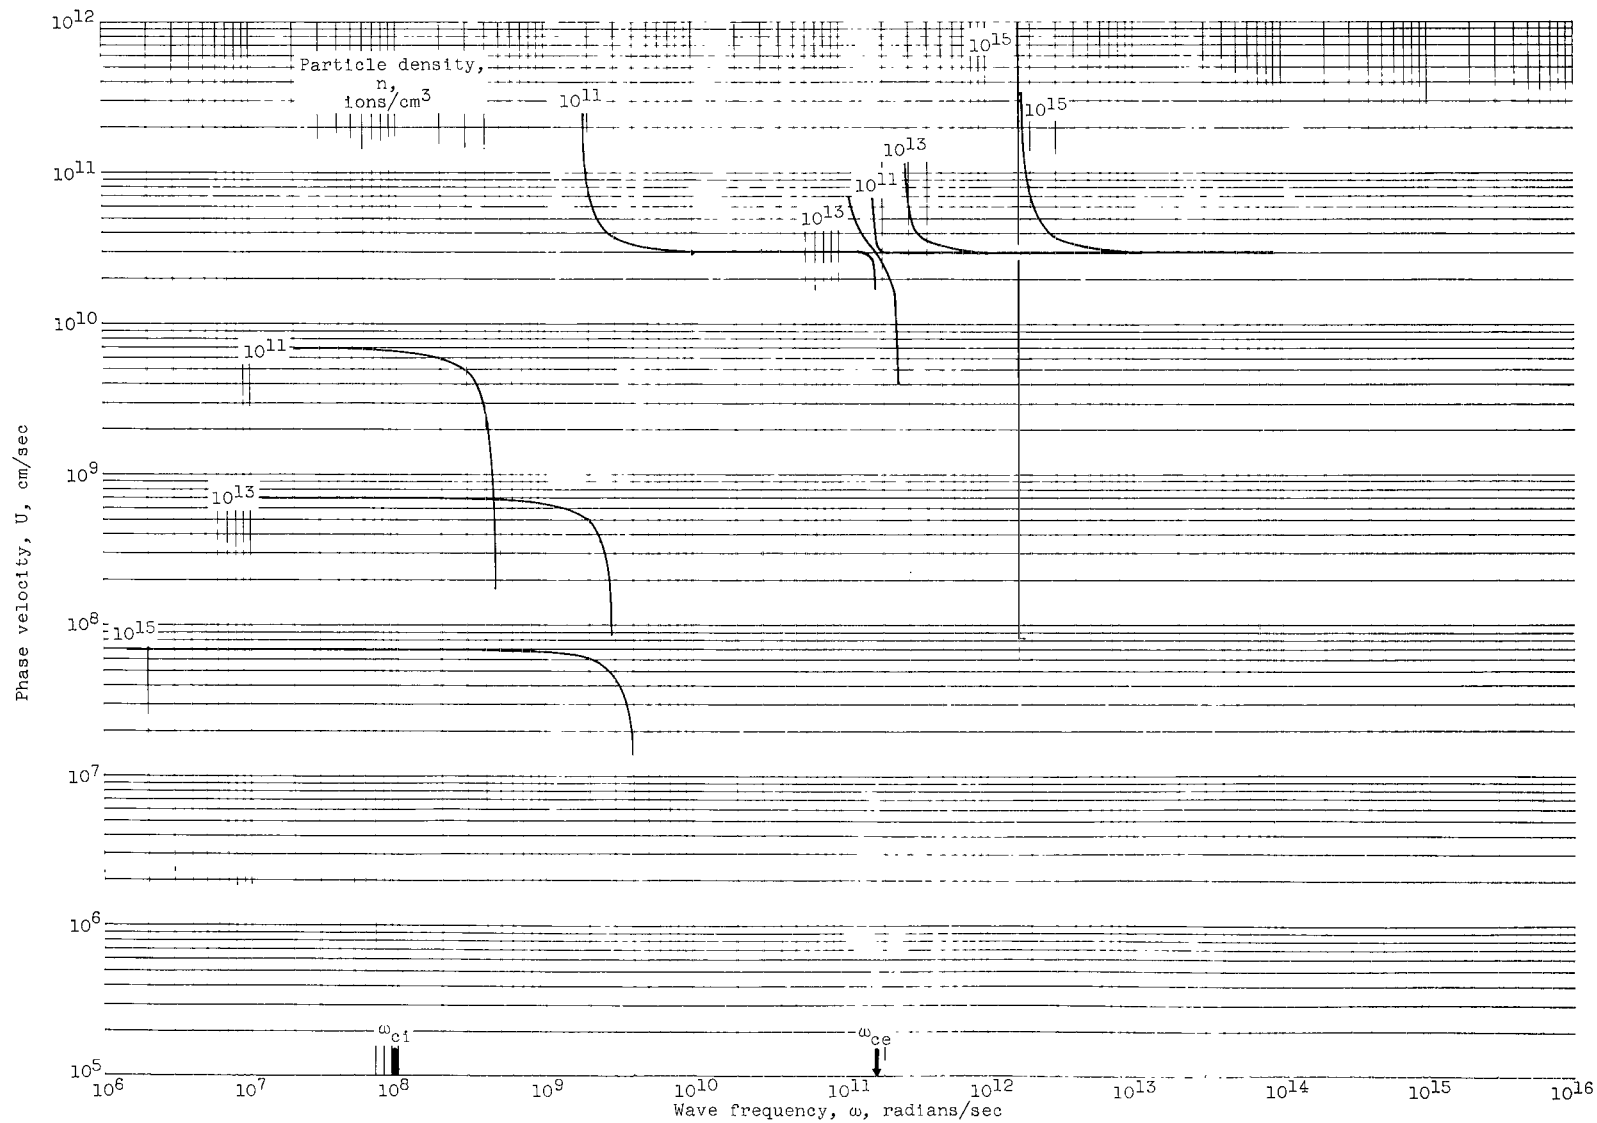 10¹²
10¹⁵
Particle density,
n,
ions/cm³
10¹¹
10¹⁵
10¹³
10¹¹
10¹¹
10¹³
10¹⁰
10¹¹
10⁹
10¹³
10⁸
10¹⁵
10⁷
10⁶
ωci
ωce
10⁵
10⁶ 10⁷ 10⁸ 10⁹ 10¹⁰ 10¹¹ 10¹² 10¹³ 10¹⁴ 10¹⁵ 10¹⁶
Wave frequency, ω, radians/sec
Phase velocity, U, cm/sec